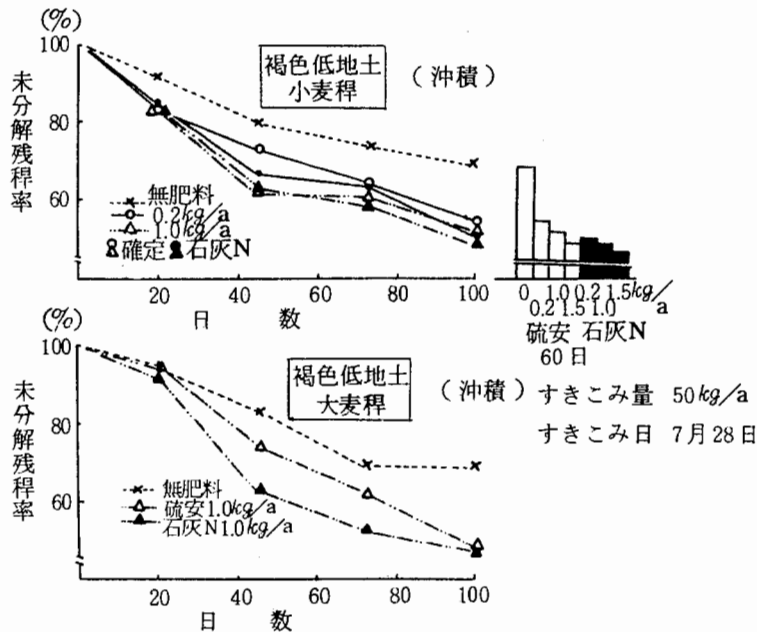 (%)
100
80
60
未分解残稈率
褐色低地土
小麦稈
(沖積)
無肥料
0.2kg/a
1.0kg/a
確定 石灰N
20 40 60 80 100
日 数
0 1.0 0.2 1.5kg/a
0.2 1.5 1.0
硫安 石灰N
60日
(%)
100
80
60
未分解残稈率
褐色低地土
大麦稈
(沖積)
すきこみ量 50kg/a
すきこみ日 7月28日
無肥料
硫安1.0kg/a
石灰N1.0kg/a
20 40 60 80 100
日 数